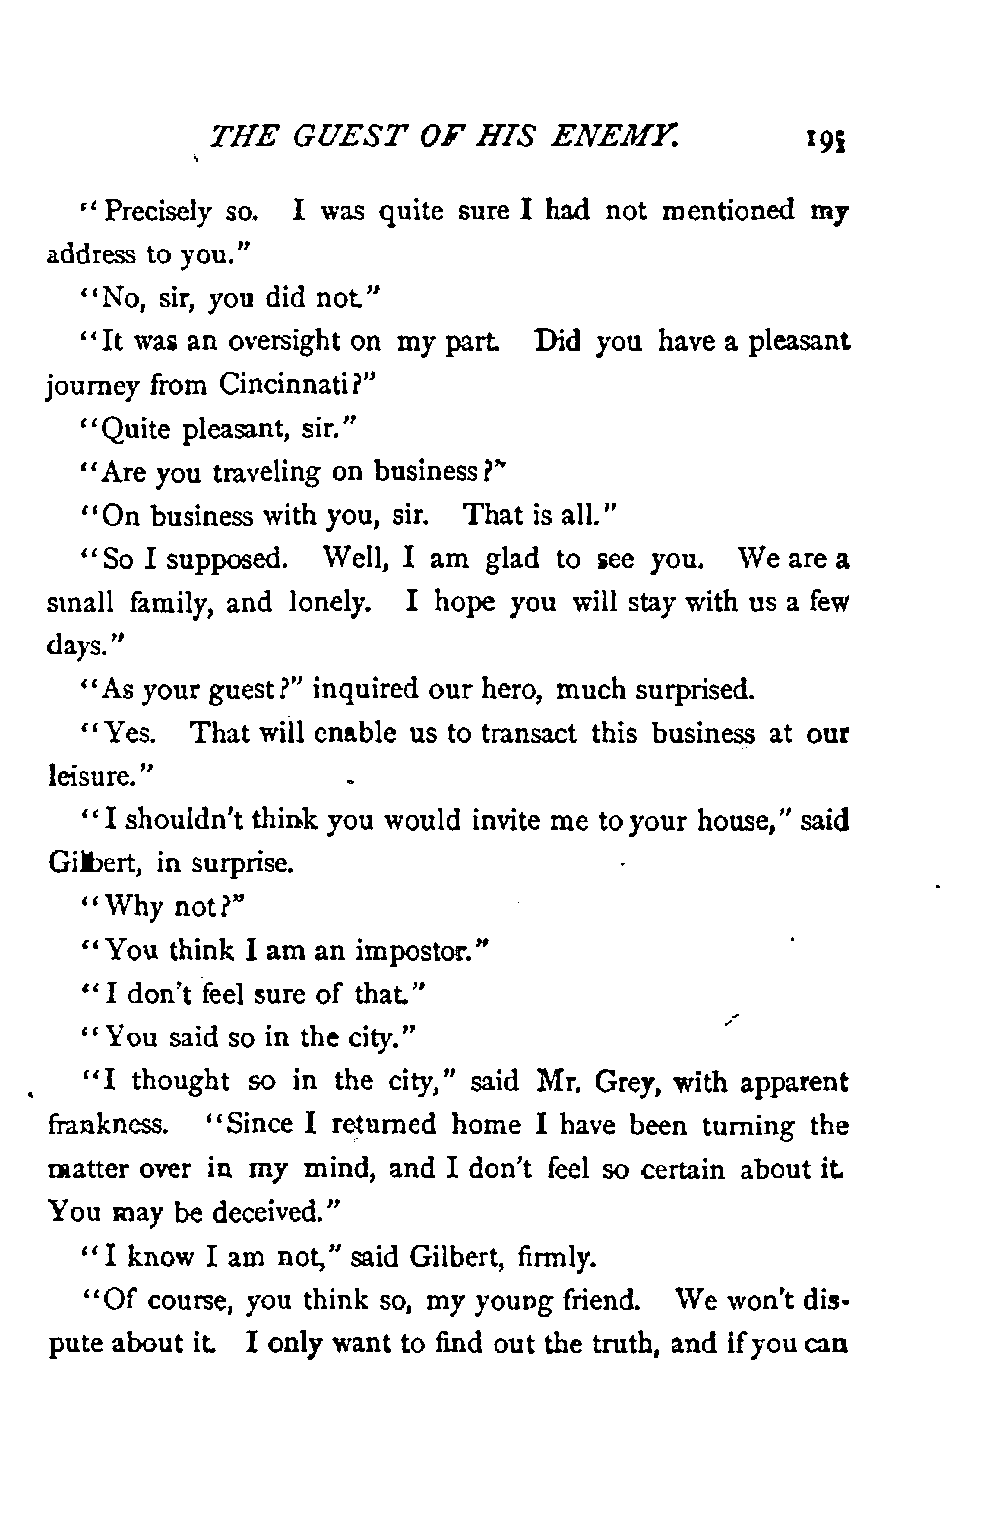 THE GUEST OF HIS ENEMY. 195
"Precisely so. I was quite sure I had not mentioned my
address to you."
"No, sir, you did not."
"It was an oversight on my part. Did you have a pleasant
journey from Cincinnati?"
"Quite pleasant, sir."
"Are you traveling on business?"
"On business with you, sir. That is all."
"So I supposed. Well, I am glad to see you. We are a
small family, and lonely. I hope you will stay with us a few
days."
"As your guest?" inquired our hero, much surprised.
"Yes. That will enable us to transact this business at our
leisure."
"I shouldn't think you would invite me to your house," said
Gilbert, in surprise.
"Why not?"
"You think I am an impostor."
"I don't feel sure of that."
"You said so in the city."
"I thought so in the city," said Mr. Grey, with apparent
frankness. "Since I returned home I have been turning the
matter over in my mind, and I don't feel so certain about it.
You may be deceived."
"I know I am not," said Gilbert, firmly.
"Of course, you think so, my young friend. We won't dis-
pute about it. I only want to find out the truth, and if you can